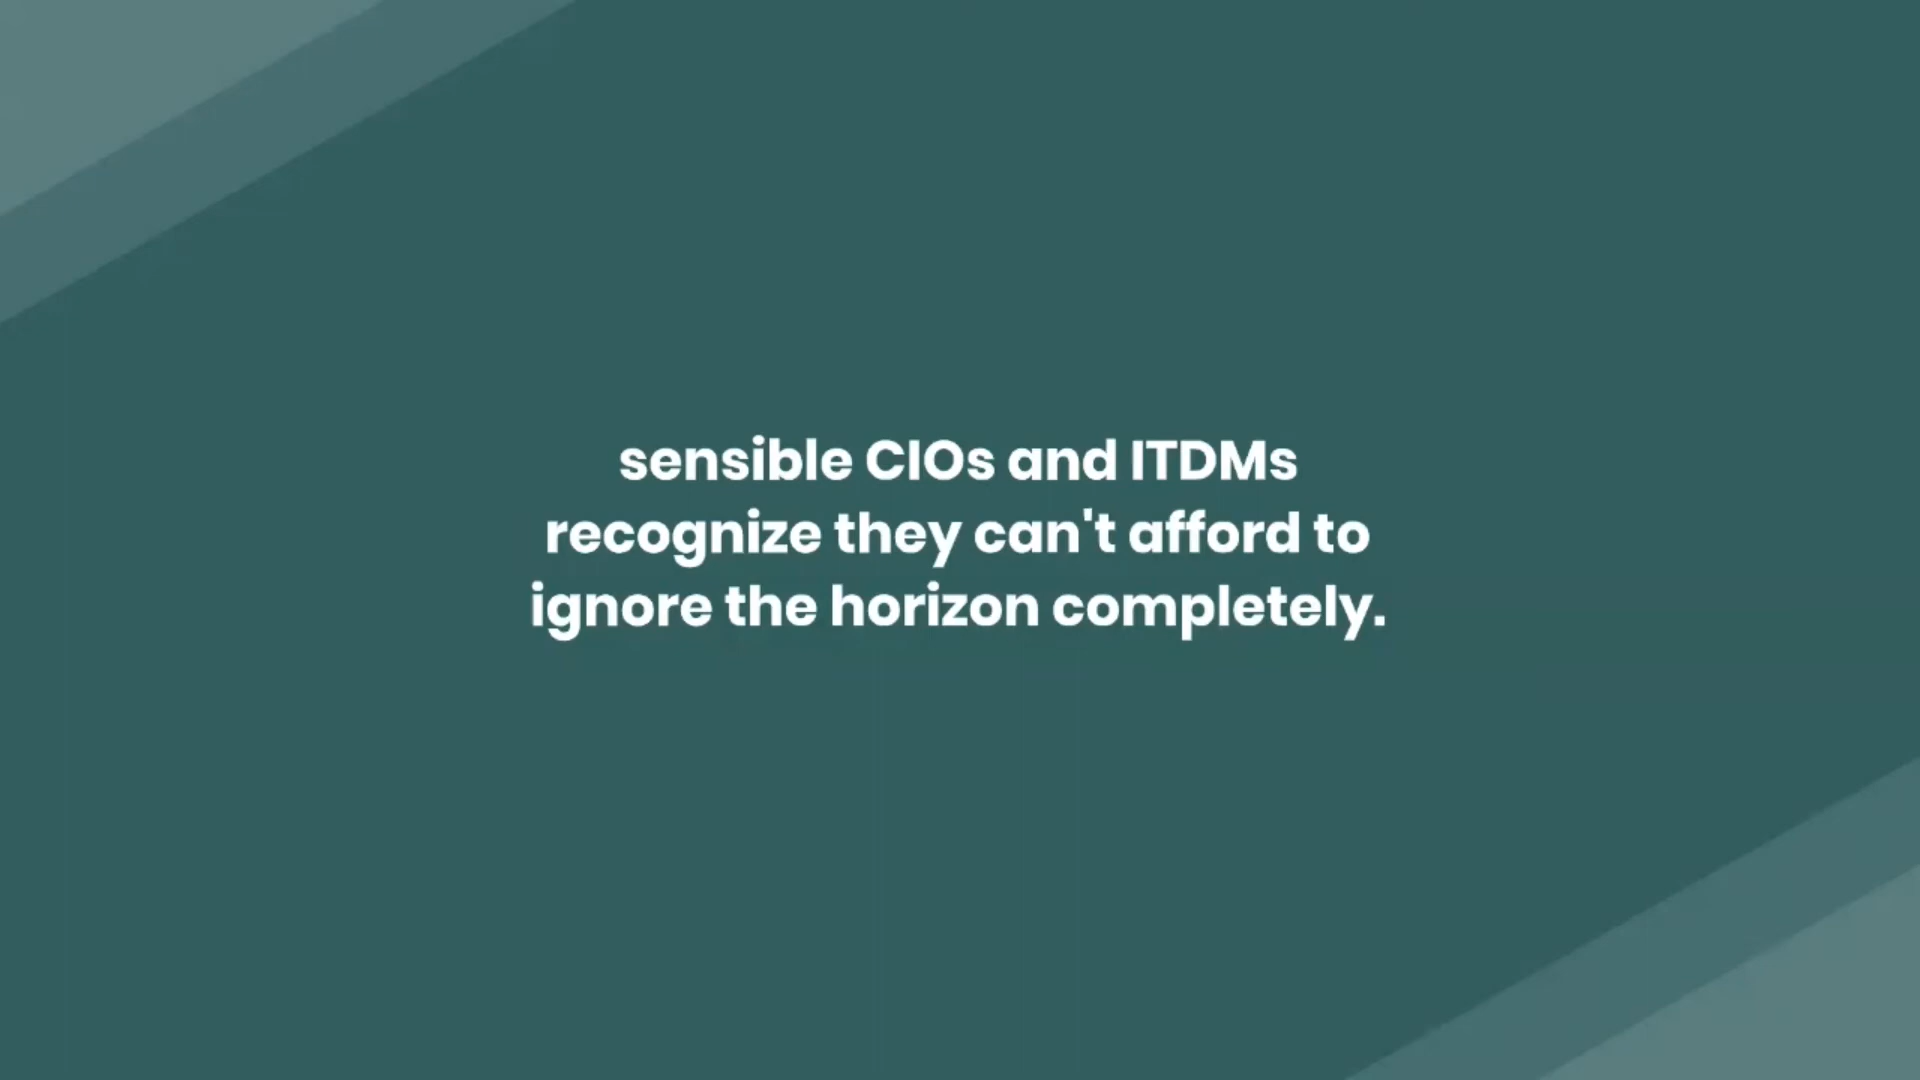 sensible CIOs and ITDMs
recognize they can't afford to
ignore the horizon completely.